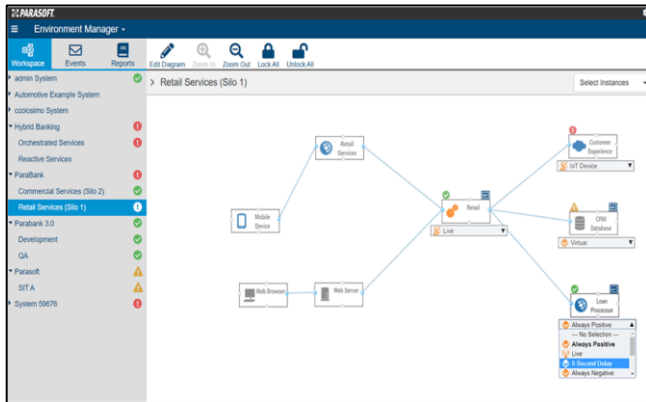 PARASOFT.
Environment Manager
Workspace
Events
Reports
Edit Diagram
Zoom In
Zoom Out
Lock All
Unlock All
admin System
Automotive Example System
ccolosimo System
Hybrid Banking
Orchestrated Services
Reactive Services
ParaBank
Commercial Services (Silo 2)
Retail Services (Silo 1)
Parabank 3.0
Development
QA
Parasoft
SIT A
System 59676
> Retail Services (Silo 1)
Select Instances
Retail
Services
Mobile
Device
Web Browser
Web Server
Retail
Live
Customer
Experience
IoT Device
CRM
Database
Virtual
Loan
Processor
Always Positive
--- No Selection ---
Always Positive
Live
5 Second Delay
Always Negative